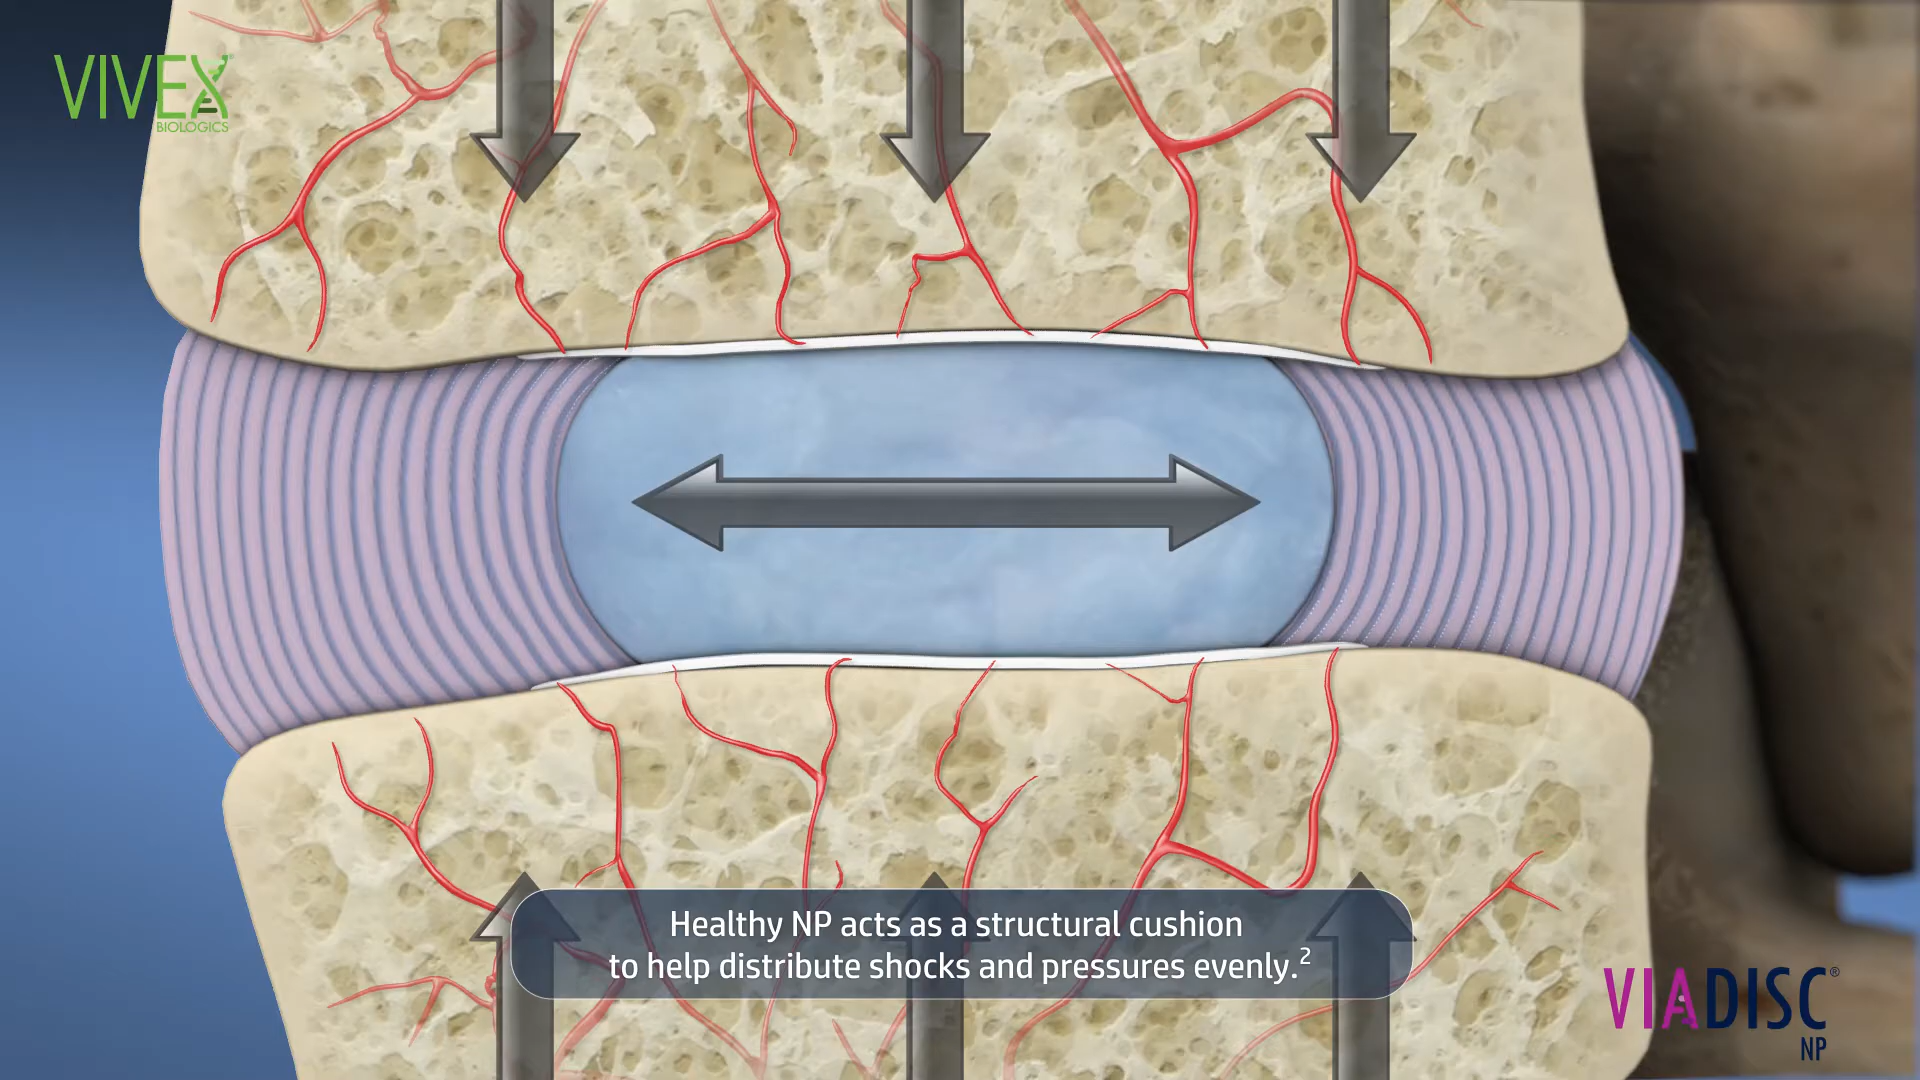 VIVEX
BIOLOGICS
Healthy NP acts as a structural cushion
to help distribute shocks and pressures evenly.²
VIADISC®
NP